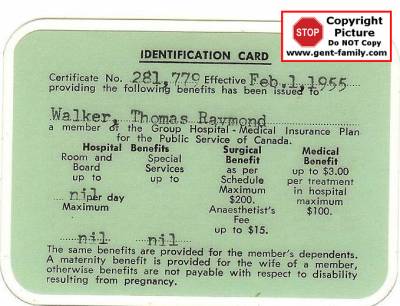 STOP
Copyright
Picture
Do NOT Copy
www.gent-family.com
IDENTIFICATION CARD
Certificate No. 281,779 Effective Feb.1,1955
providing the following benefits has been issued to
Walker, Thomas Raymond
a member of the Group Hospital-Medical Insurance Plan
for the Public Service of Canada.
Hospital Benefits Surgical Medical
Room and Special Benefit Benefit
Board Services as per up to $3.00
up to up to Schedule per treatment
Maximum in hospital
nil per day $200. maximum
Maximum Anaesthetist's $100.
Fee
up to $15.
nil nil
The same benefits are provided for the member's dependents.
A maternity benefit is provided for the wife of a member,
otherwise benefits are not payable with respect to disability
resulting from pregnancy.